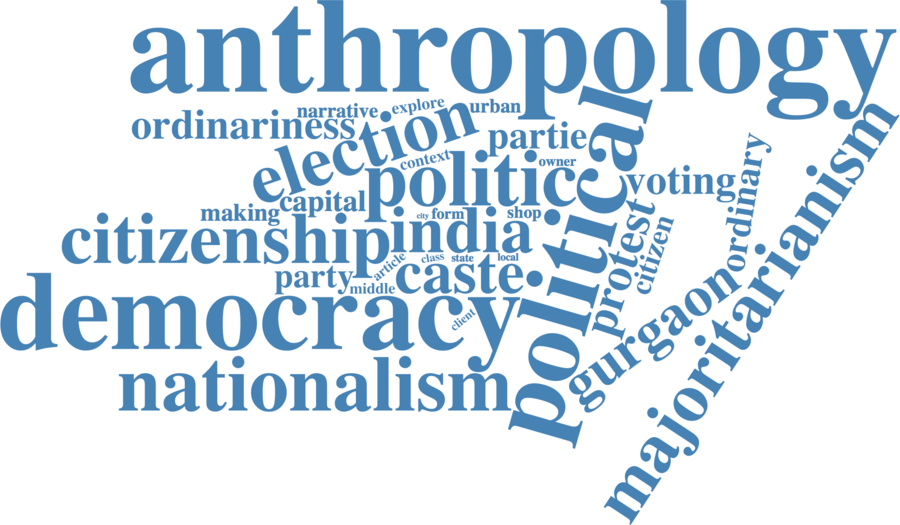 anthropology
narrative
explore
urban
ordinariness
election
partie
political
majoritarianism
context
owner
politic
voting
ordinary
capital
making
city
form
shop
citizenship
india
protest
citizen
article
class
state
local
party
middle
caste
gurgaon
democracy
client
nationalism